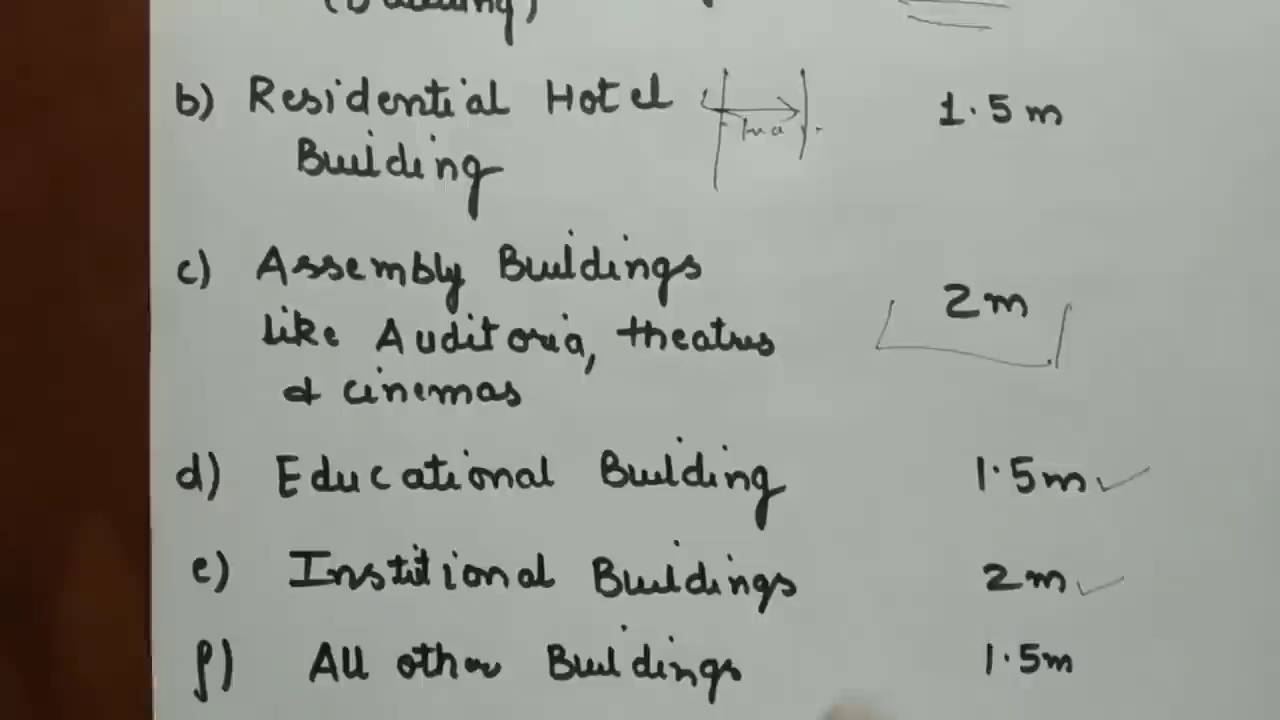 b) Residential Hotel 1.5 m
Building
c) Assembly Buildings
like Auditoria, theatres 2m
& cinemas
d) Educational Building 1.5m
e) Institional Buildings 2m
f) All other Buildings 1.5m